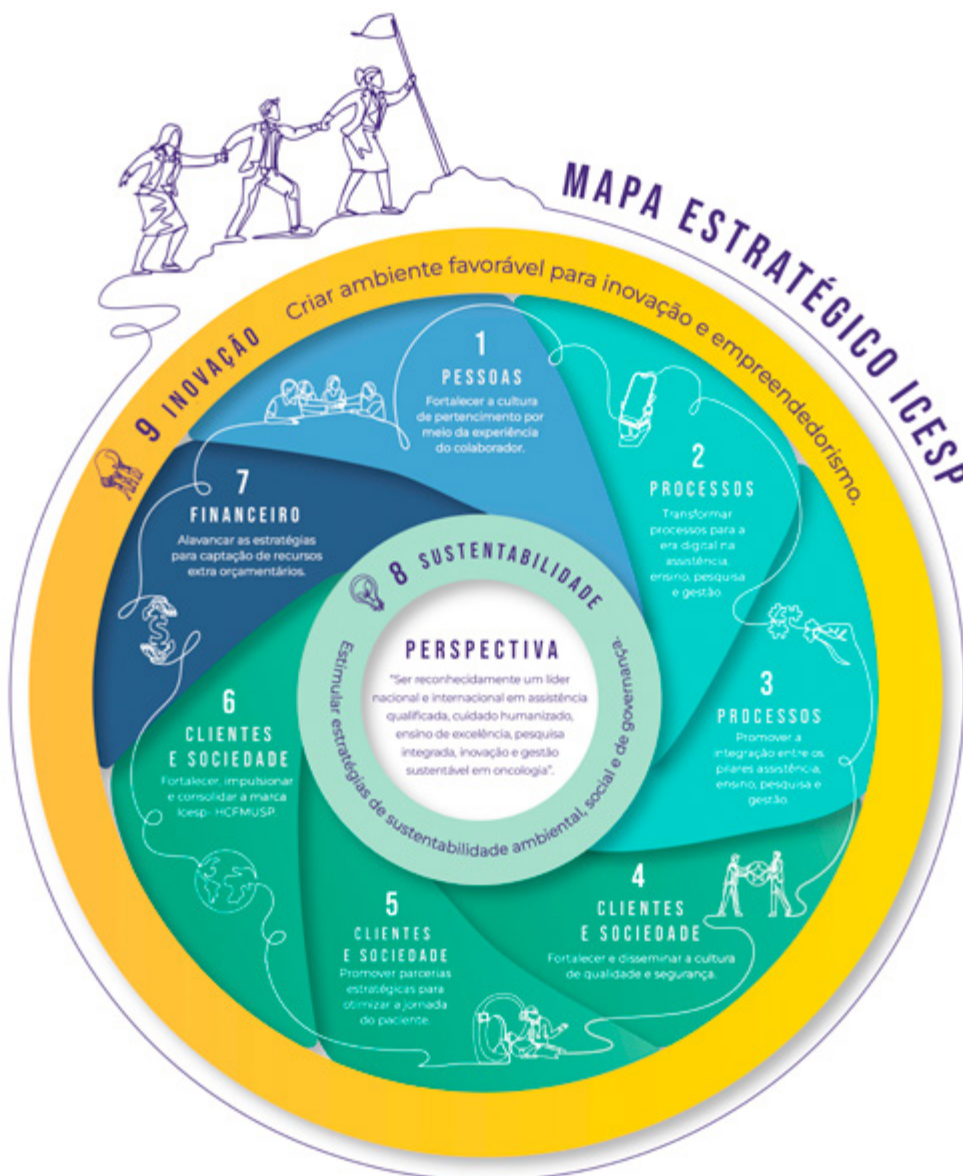 MAPA ESTRATÉGICO ICESP
9 INOVAÇÃO
Criar ambiente favorável para inovação e empreendedorismo.
1
PESSOAS
Fortalecer a cultura
de pertencimento por
meio da experiência
do colaborador.
2
PROCESSOS
Transformar
processos para a
era digital na
assistência,
ensino, pesquisa
e gestão
3
PROCESSOS
Promover a
integração entre os
pilares assistência,
ensino, pesquisa e
gestão.
4
CLIENTES
E SOCIEDADE
Fortalecer e disseminar a cultura
de qualidade e segurança.
5
CLIENTES
E SOCIEDADE
Promover parcerias
estratégicas para
otimizar a jornada
do paciente.
6
CLIENTES
E SOCIEDADE
Fortalecer, impulsionar
e consolidar a marca
Icesp- HCFMUSP.
7
FINANCEIRO
Alavancar as estratégias
para captação de recursos
extra orçamentários.
8 SUSTENTABILIDADE
Estimular estratégias de sustentabilidade ambiental, social e de governança.
PERSPECTIVA
"Ser reconhecidamente um líder
nacional e internacional em assistência
qualificada, cuidado humanizado,
ensino de excelência, pesquisa
integrada, inovação e gestão
sustentável em oncologia".